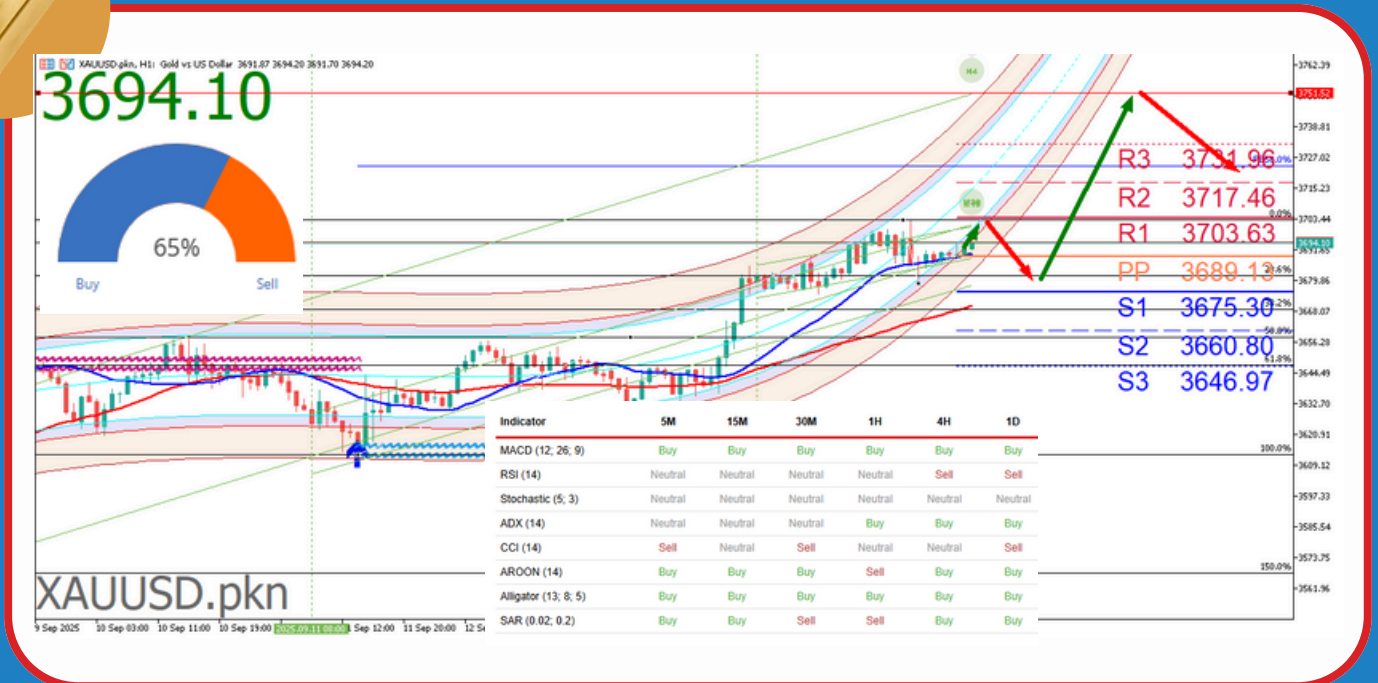 XAUUSD.pkn, H1: Gold vs US Dollar 3691.87 3694.20 3691.70 3694.20
3694.10
65%
Buy Sell
H4
3762.39
3751.52
3738.81
3727.02
3715.23
3703.44
3694.10
3679.86
3668.07
3656.28
3644.49
3632.70
3620.91
3609.12
3597.33
3585.54
3573.75
3561.96
R3 3731.96
R2 3717.46
0.0%
R1 3703.63
PP 3689.13
S1 3675.30
50.0%
S2 3660.80
61.8%
S3 3646.97
100.0%
150.0%
Indicator 5M 15M 30M 1H 4H 1D
MACD (12; 26; 9) Buy Buy Buy Buy Buy Buy
RSI (14) Neutral Neutral Neutral Neutral Sell Sell
Stochastic (5; 3) Neutral Neutral Neutral Neutral Neutral Neutral
ADX (14) Neutral Neutral Neutral Buy Buy Buy
CCI (14) Sell Neutral Sell Neutral Neutral Sell
AROON (14) Buy Buy Buy Sell Buy Buy
Alligator (13; 8; 5) Buy Buy Buy Buy Buy Buy
SAR (0.02; 0.2) Buy Buy Sell Sell Buy Buy
XAUUSD.pkn
9 Sep 2025 10 Sep 03:00 10 Sep 11:00 10 Sep 19:00 2025.09.11 00:00 Sep 12:00 11 Sep 20:00